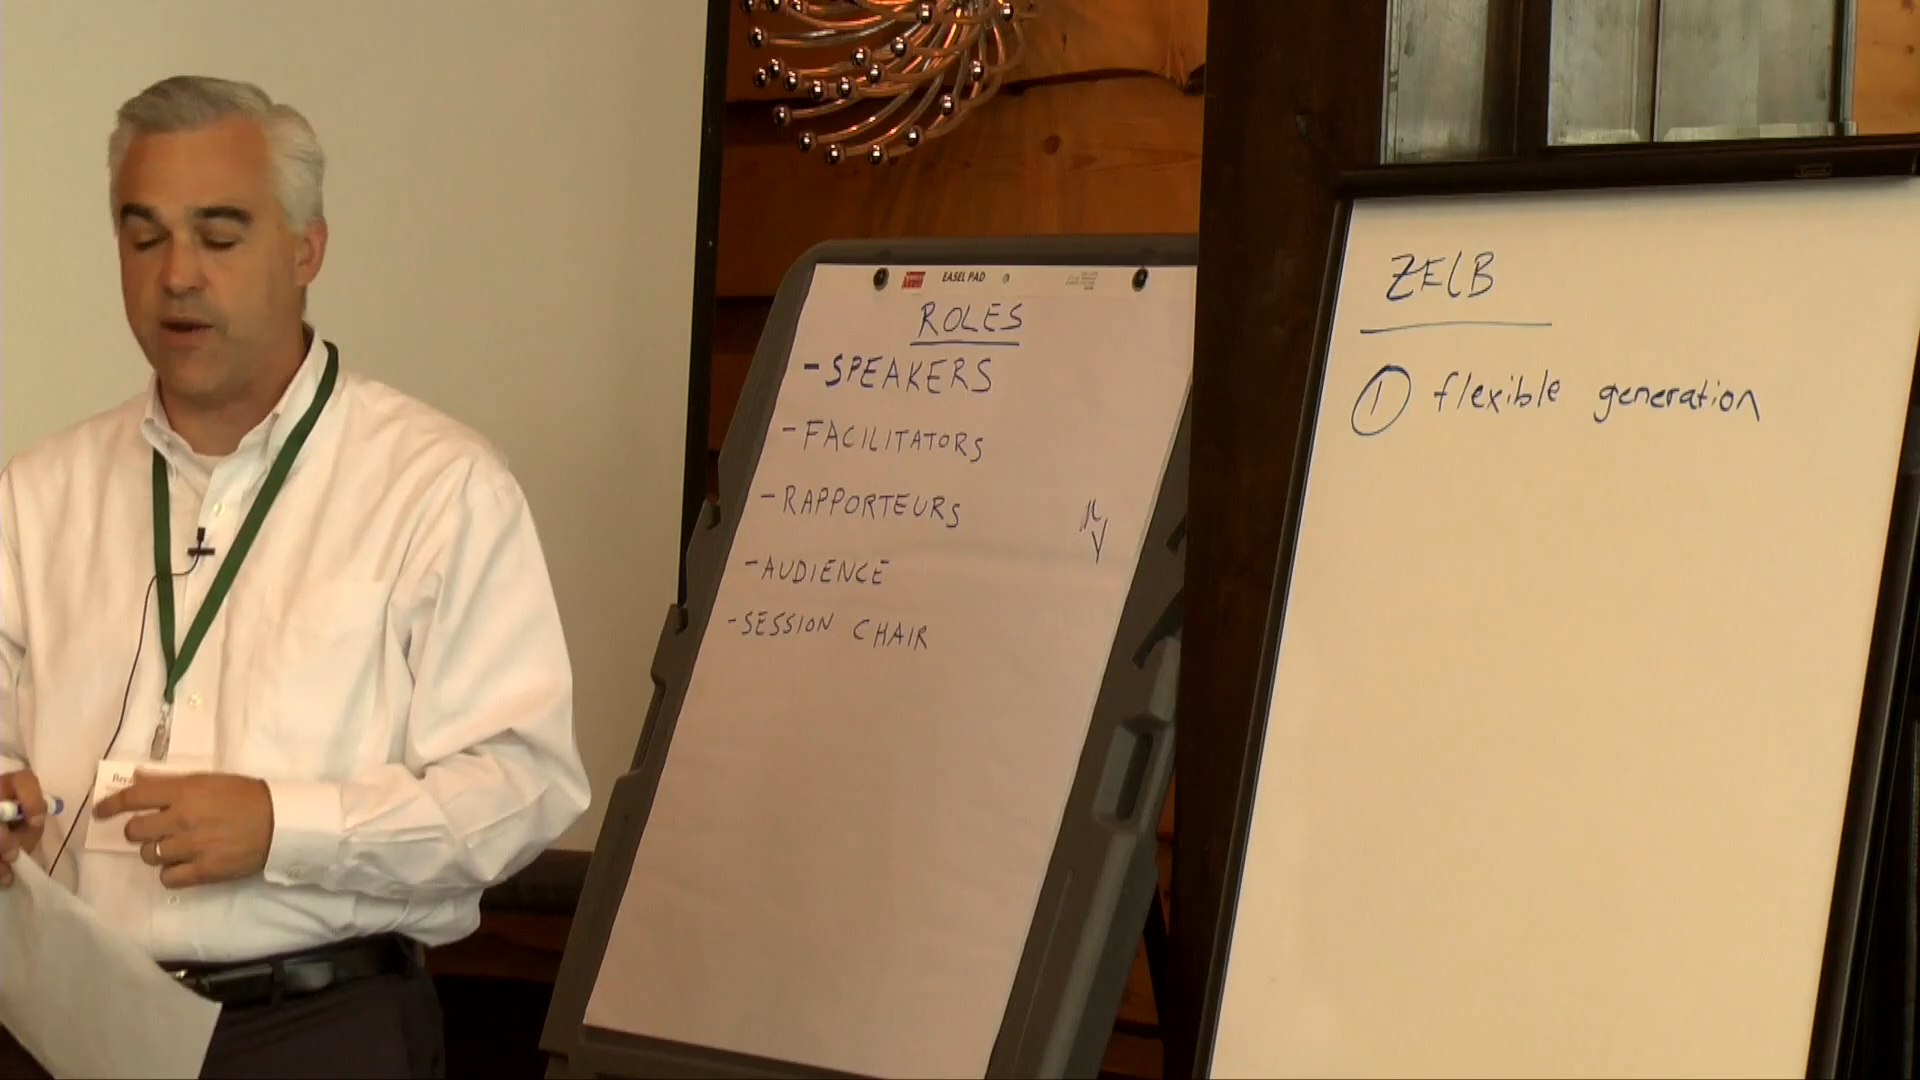 EASEL PAD
ROLES
- SPEAKERS
- FACILITATORS
- RAPPORTEURS
- AUDIENCE
- SESSION CHAIR
ZELB
① flexible generation